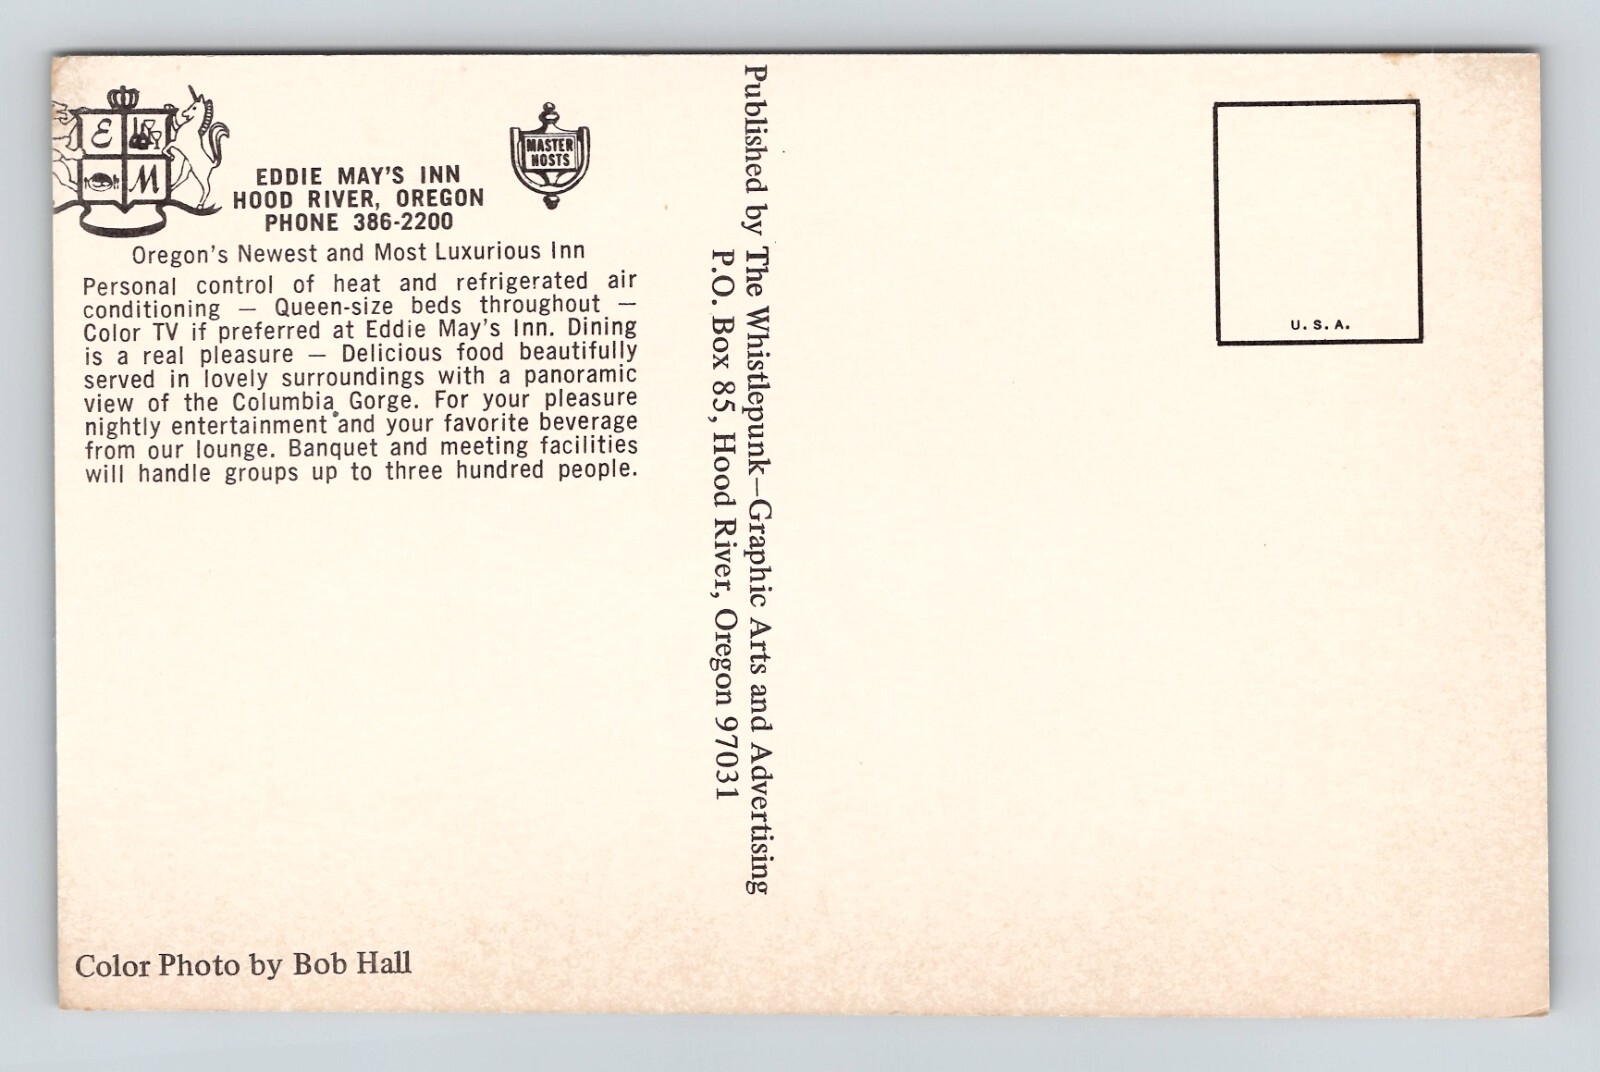 E
M
MASTER
HOSTS
EDDIE MAY'S INN
HOOD RIVER, OREGON
PHONE 386-2200
Oregon's Newest and Most Luxurious Inn
Personal control of heat and refrigerated air
conditioning — Queen-size beds throughout —
Color TV if preferred at Eddie May's Inn. Dining
is a real pleasure — Delicious food beautifully
served in lovely surroundings with a panoramic
view of the Columbia Gorge. For your pleasure
nightly entertainment and your favorite beverage
from our lounge. Banquet and meeting facilities
will handle groups up to three hundred people.
Color Photo by Bob Hall
Published by The Whistlepunk—Graphic Arts and Advertising
P.O. Box 85, Hood River, Oregon 97031
U. S. A.